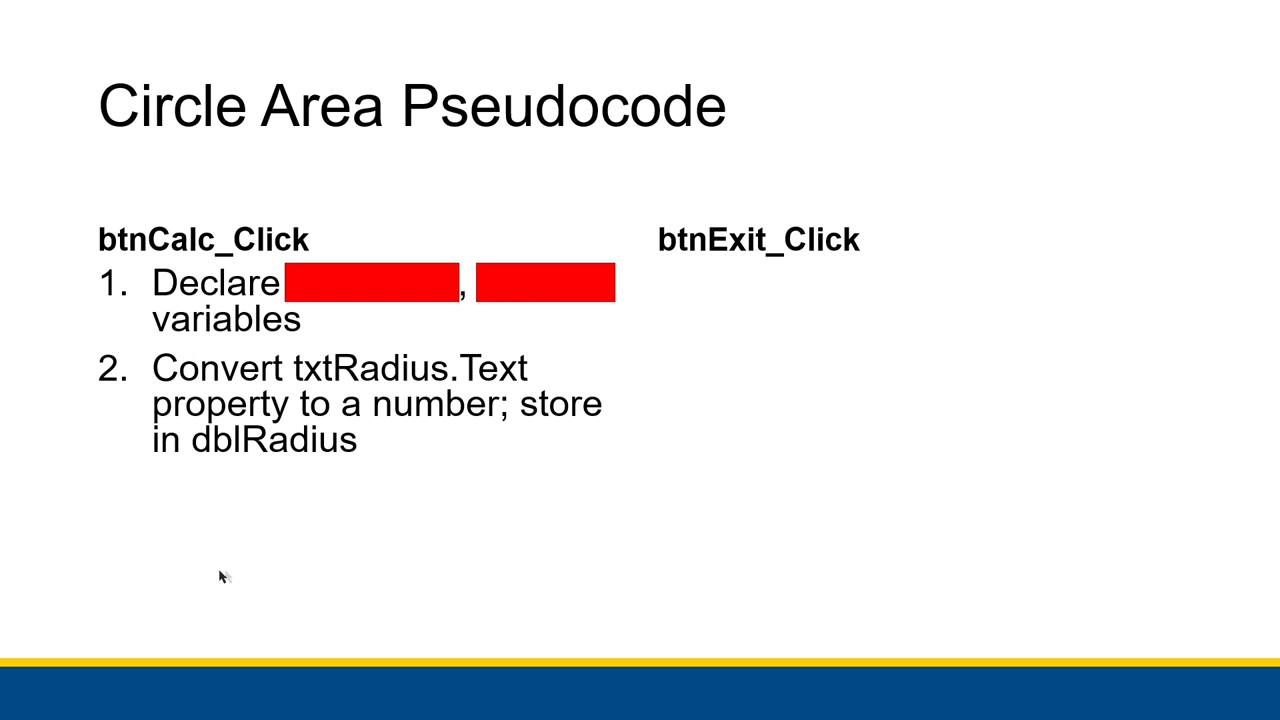 Circle Area Pseudocode
btnCalc_Click
1. Declare , 
variables
2. Convert txtRadius.Text
property to a number; store
in dblRadius
btnExit_Click